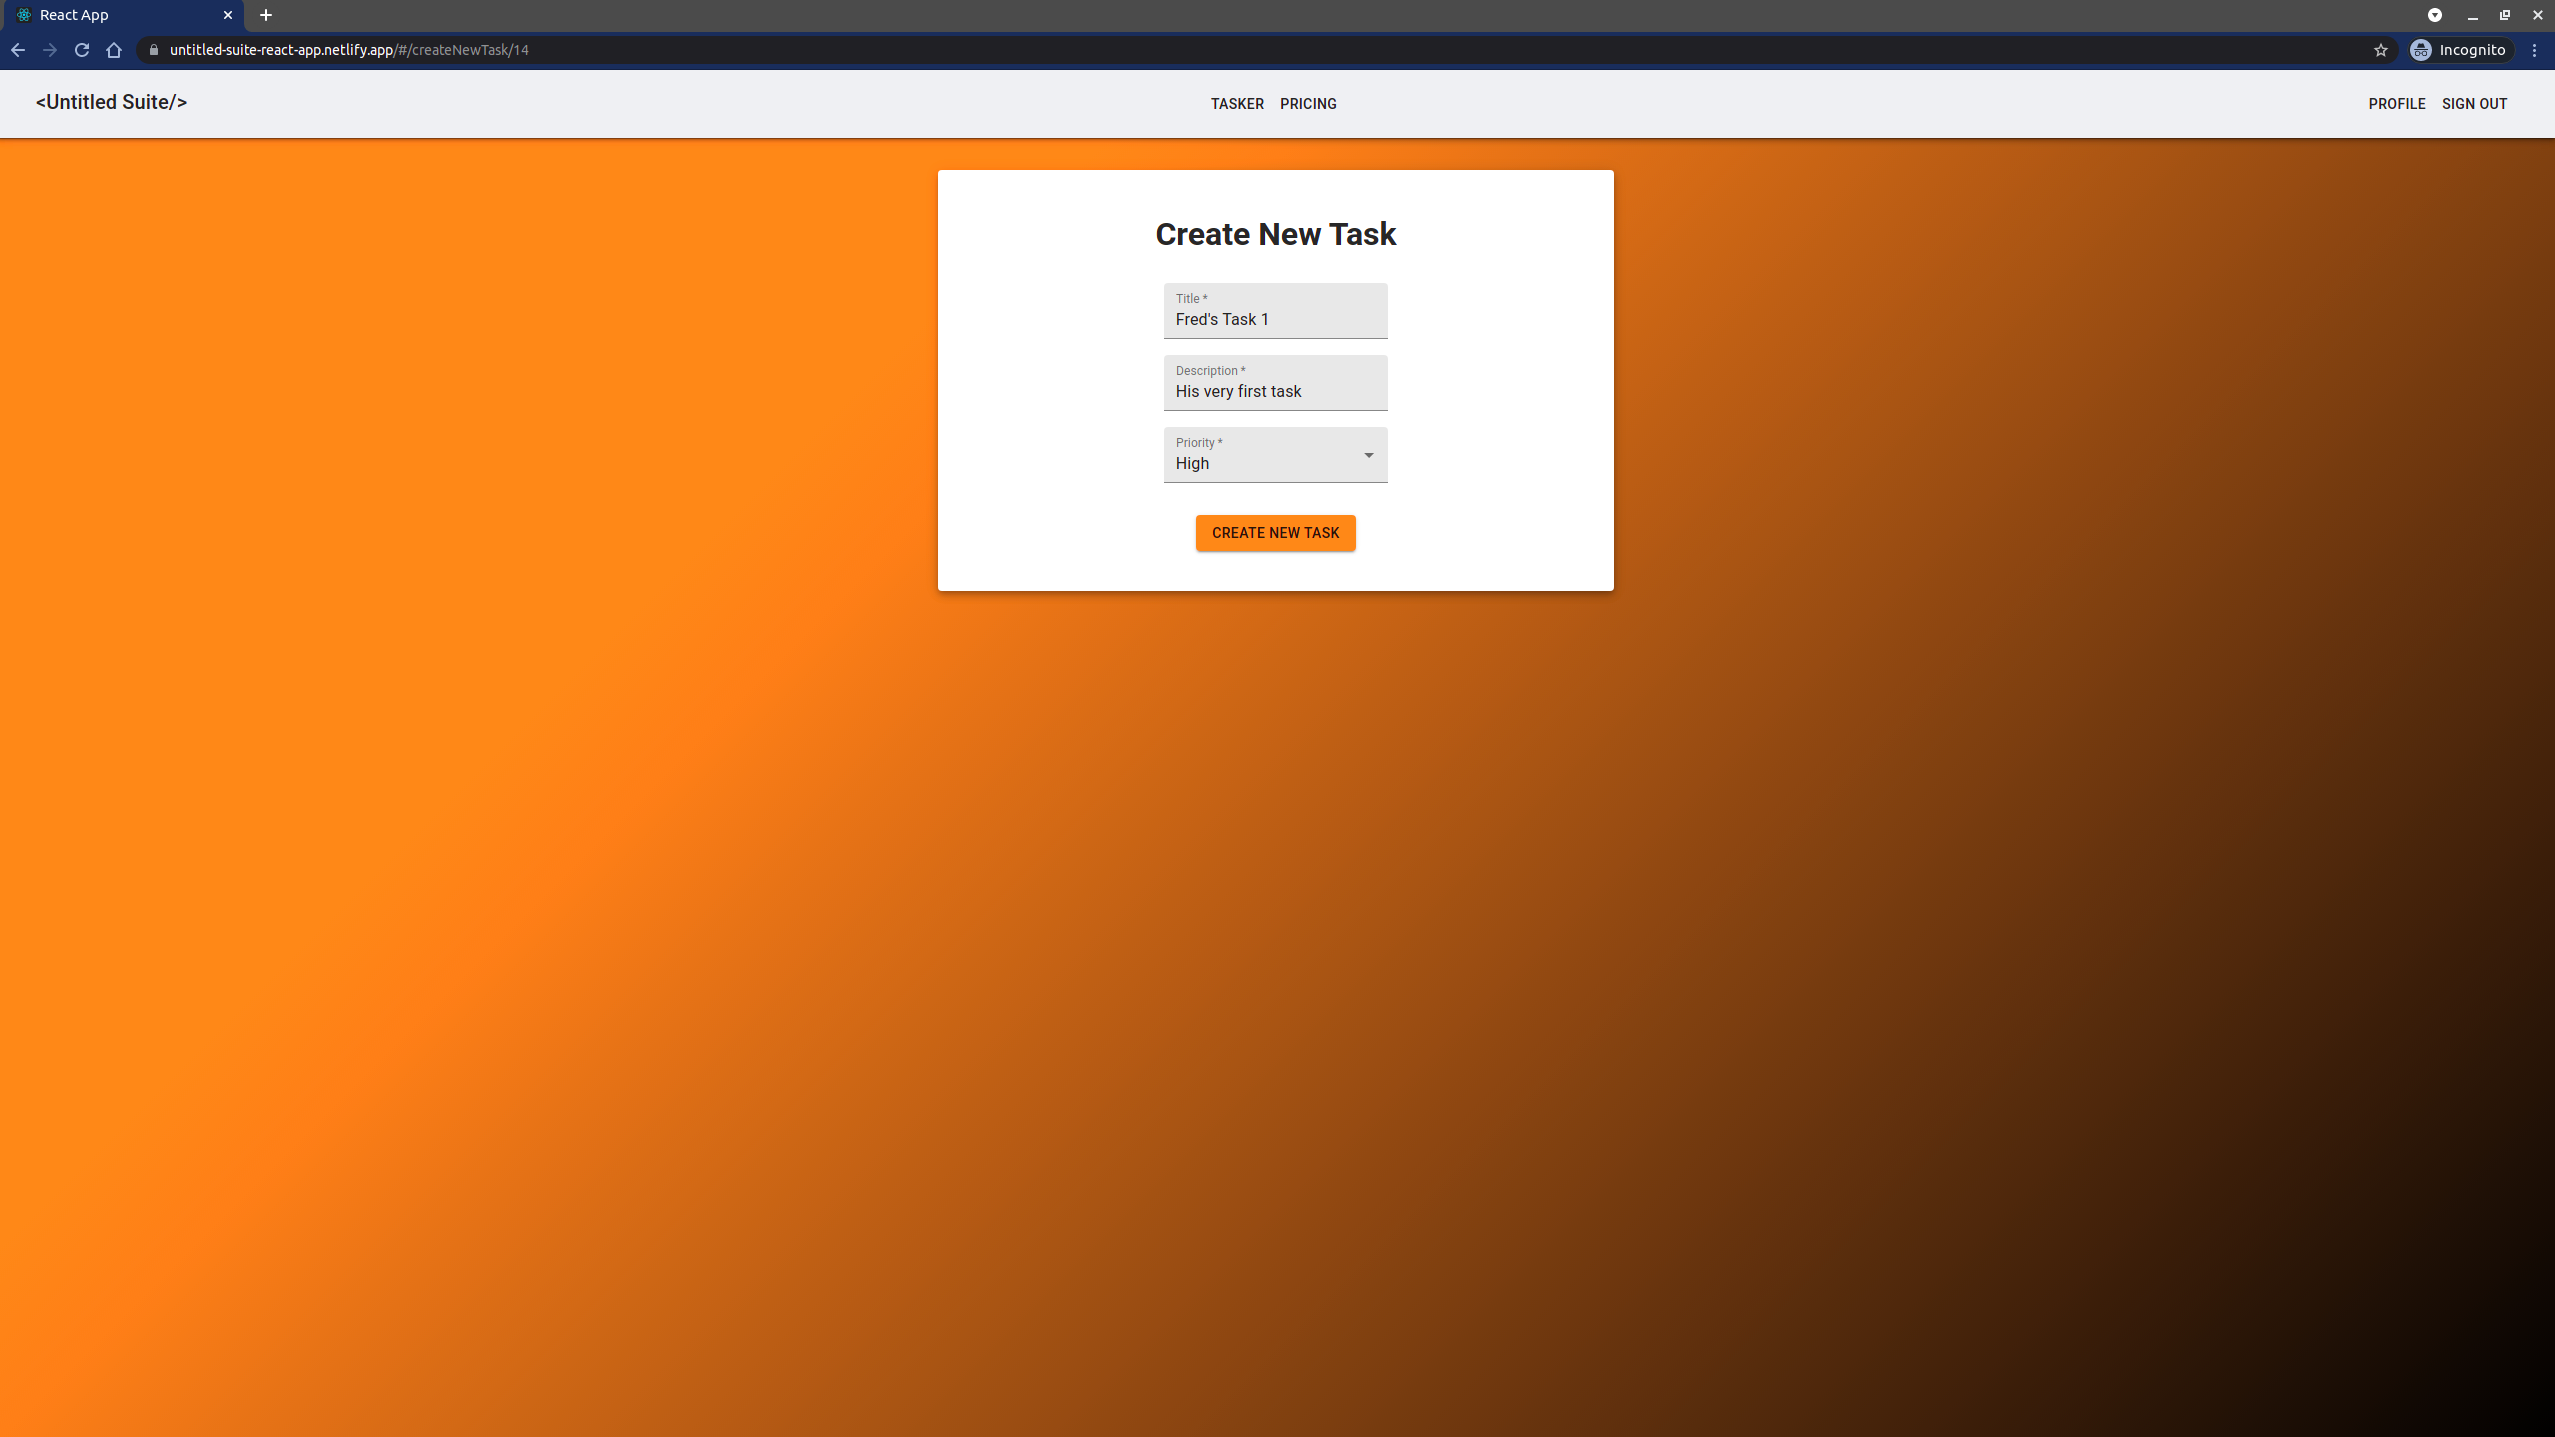 React App
untitled-suite-react-app.netlify.app/#/createNewTask/14
Incognito
<Untitled Suite/>
TASKER PRICING
PROFILE SIGN OUT
Create New Task
Title *
Fred's Task 1
Description *
His very first task
Priority *
High
CREATE NEW TASK